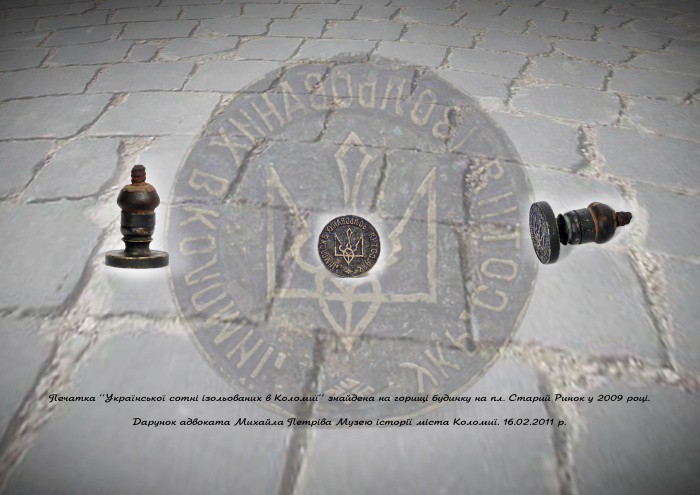 Печатка "Української сотні ізольованих в Коломиї" знайдена на горищі будинку на пл. Старий Ринок у 2009 році.
Дарунок адвоката Михайла Петріва Музею історії міста Коломиї. 16.02.2011 р.